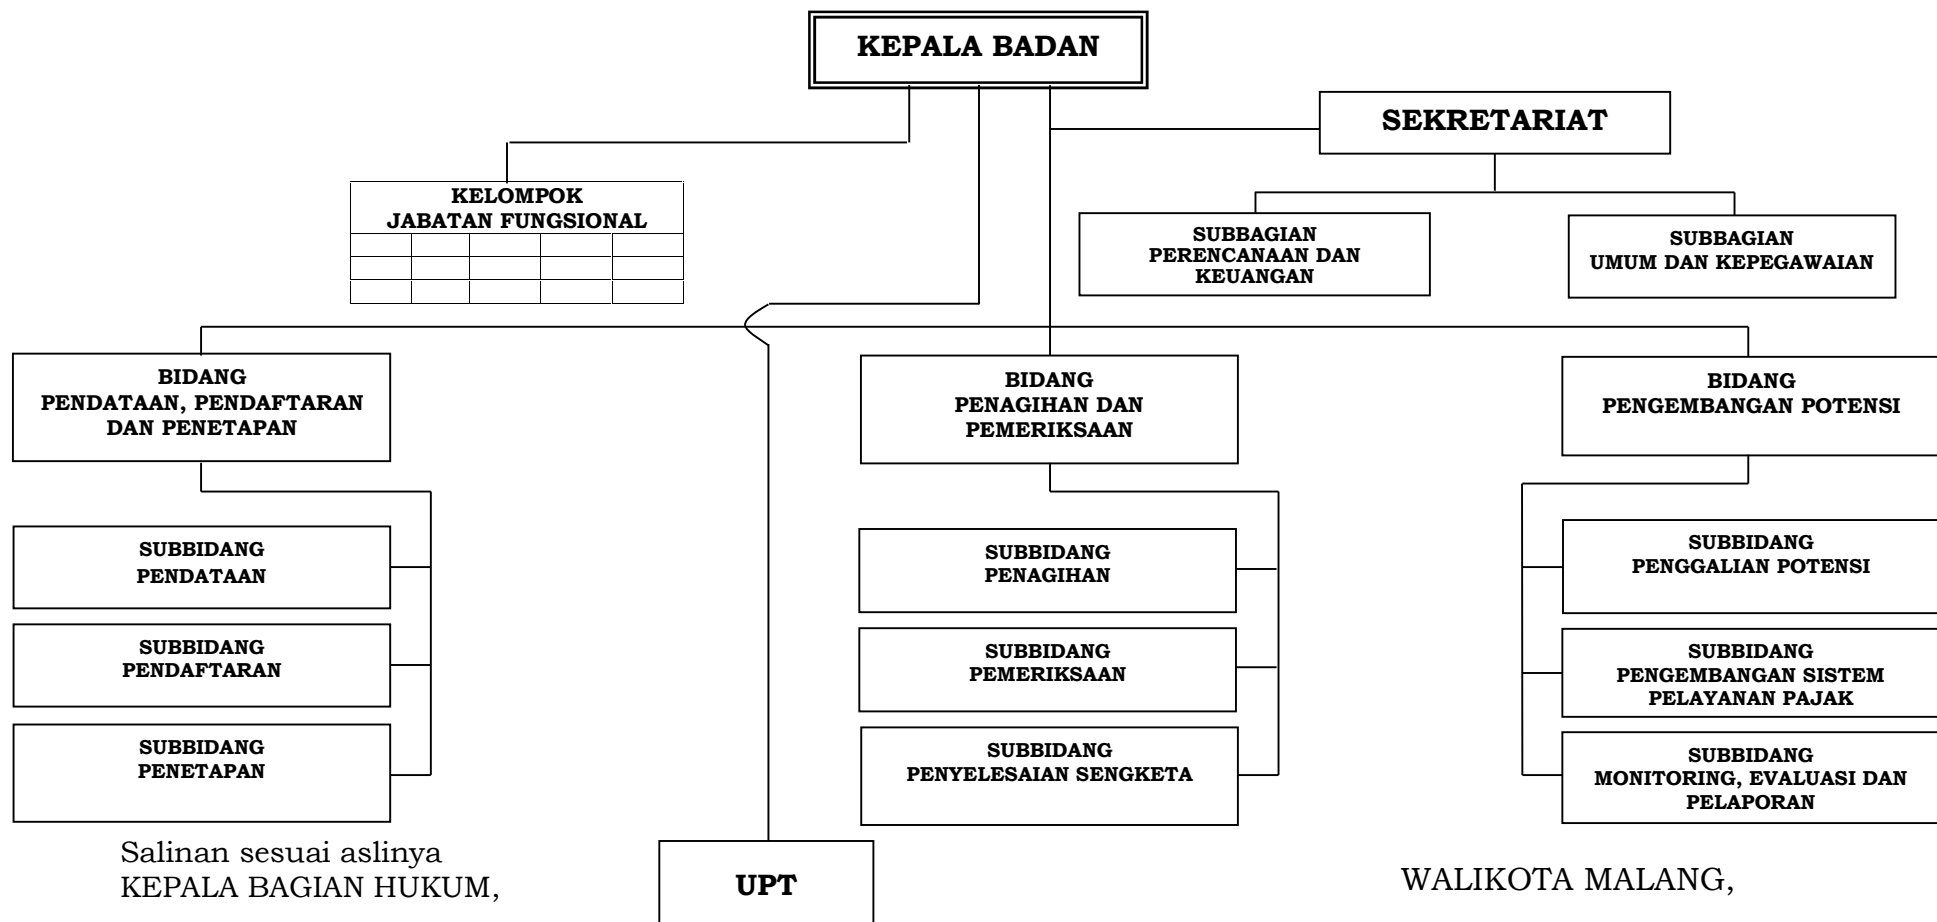 KEPALA BADAN
SEKRETARIAT
KELOMPOK
JABATAN FUNGSIONAL
SUBBAGIAN
PERENCANAAN DAN
KEUANGAN
SUBBAGIAN
UMUM DAN KEPEGAWAIAN
BIDANG
PENDATAAN, PENDAFTARAN
DAN PENETAPAN
BIDANG
PENAGIHAN DAN
PEMERIKSAAN
BIDANG
PENGEMBANGAN POTENSI
SUBBIDANG
PENDATAAN
SUBBIDANG
PENDAFTARAN
SUBBIDANG
PENETAPAN
SUBBIDANG
PENAGIHAN
SUBBIDANG
PEMERIKSAAN
SUBBIDANG
PENYELESAIAN SENGKETA
SUBBIDANG
PENGGALIAN POTENSI
SUBBIDANG
PENGEMBANGAN SISTEM
PELAYANAN PAJAK
SUBBIDANG
MONITORING, EVALUASI DAN
PELAPORAN
Salinan sesuai aslinya
KEPALA BAGIAN HUKUM,
UPT
WALIKOTA MALANG,